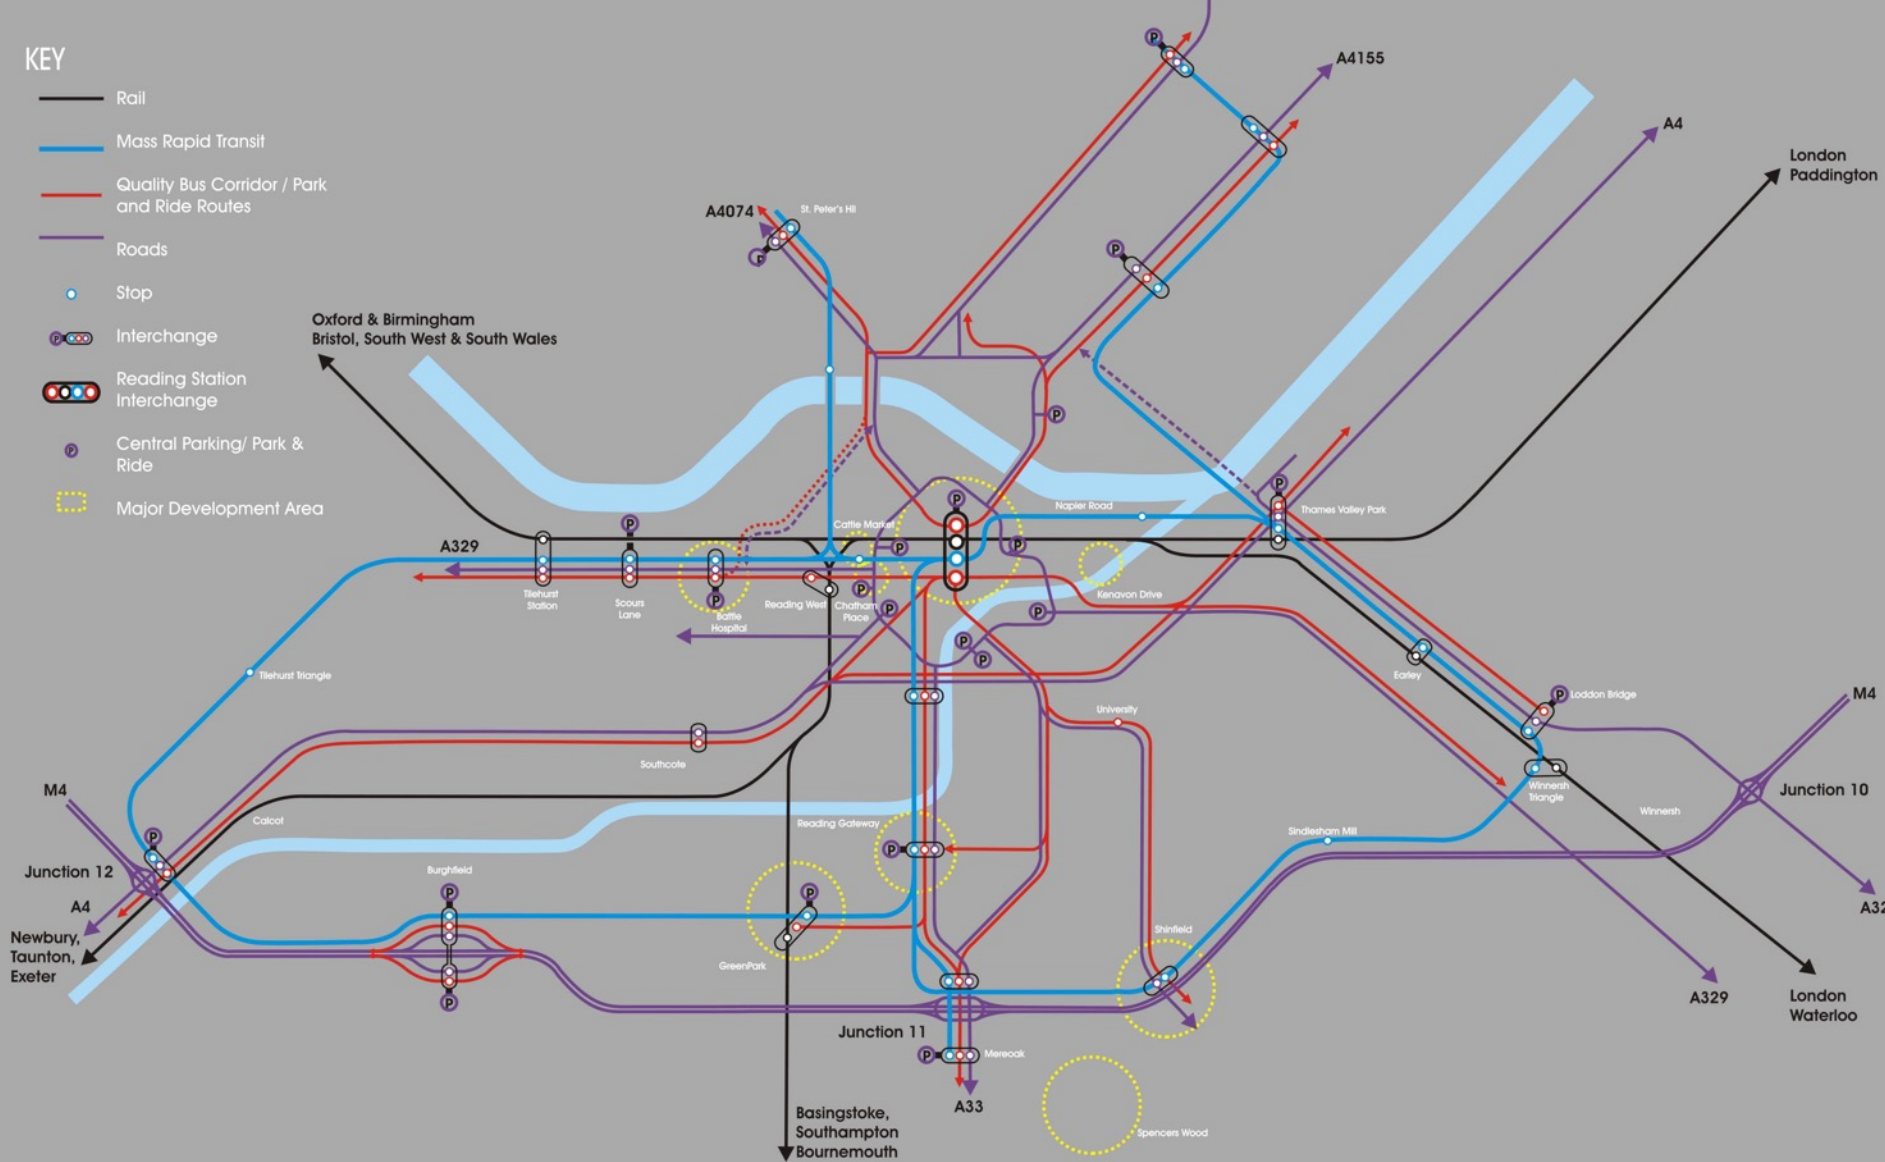 KEY
Rail
Mass Rapid Transit
Quality Bus Corridor / Park
and Ride Routes
Roads
Stop
P
Interchange
Reading Station
Interchange
P
Central Parking/ Park &
Ride
Major Development Area
P
A4155
A4
London
Paddington
A4074
St. Peter's Hil
P
P
Oxford & Birmingham
Bristol, South West & South Wales
P
P
P
Napier Road
Thames Valley Park
P
Cattle Market
A329
P
P
Tilehurst
Station
Scours
Lane
P
Battle
Hospital
Reading West
P
Chatham
Place
P
P
Kenavon Drive
P
P
Tilehurst Triangle
Earley
University
P
Loddon Bridge
M4
Southcote
Winnersh
Triangle
Junction 10
M4
Calcot
Winnersh
Reading Gateway
P
Sindlesham Mill
P
Junction 12
Burghfield
P
P
A4
A32
Newbury,
Taunton,
Exeter
GreenPark
Shinfield
P
A329
London
Waterloo
Junction 11
P
Mereoak
A33
Basingstoke,
Southampton
Bournemouth
Spencers Wood